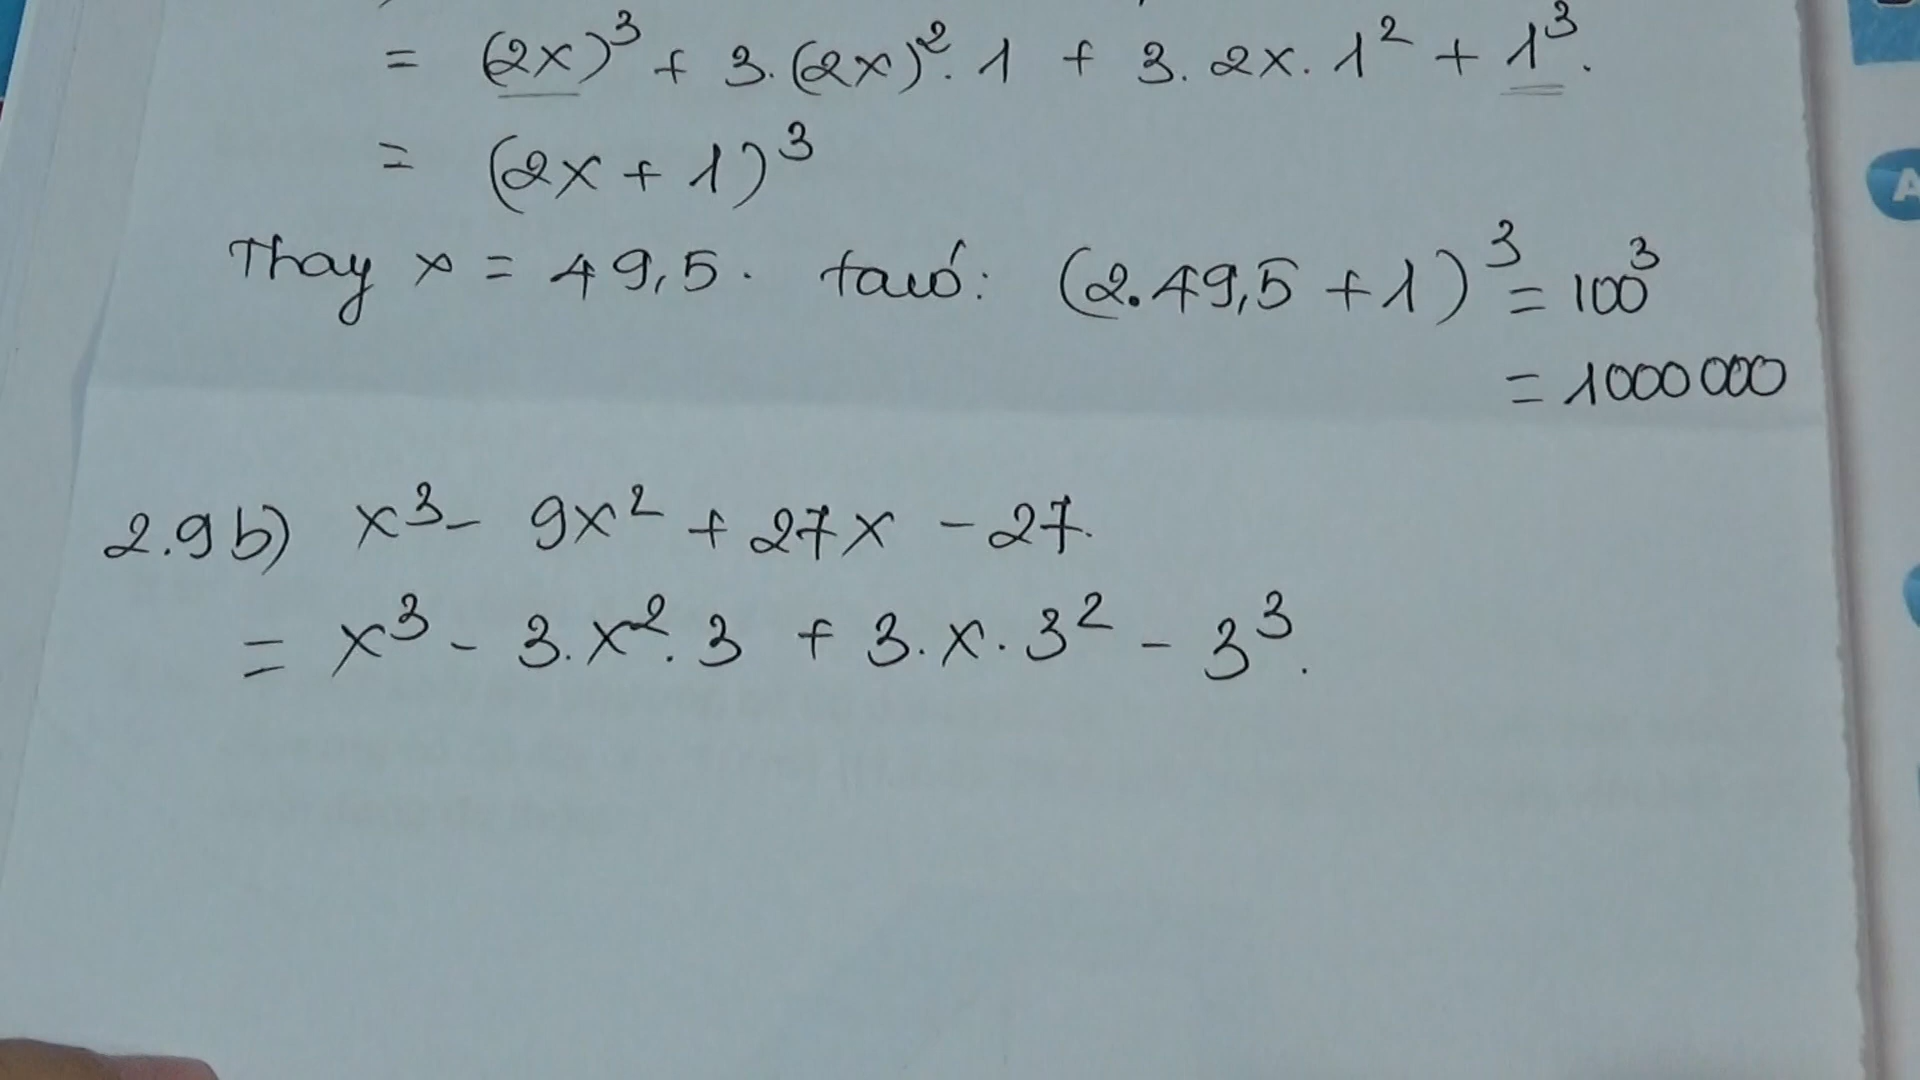 = (2x)³ + 3.(2x)².1 + 3.2x.1² + 1³.
= (2x + 1)³
Thay x = 49,5. ta có: (2.49,5 + 1)³ = 100³
= 1000000
2.9 b) x³ - 9x² + 27x - 27.
= x³ - 3.x².3 + 3.x.3² - 3³.
A